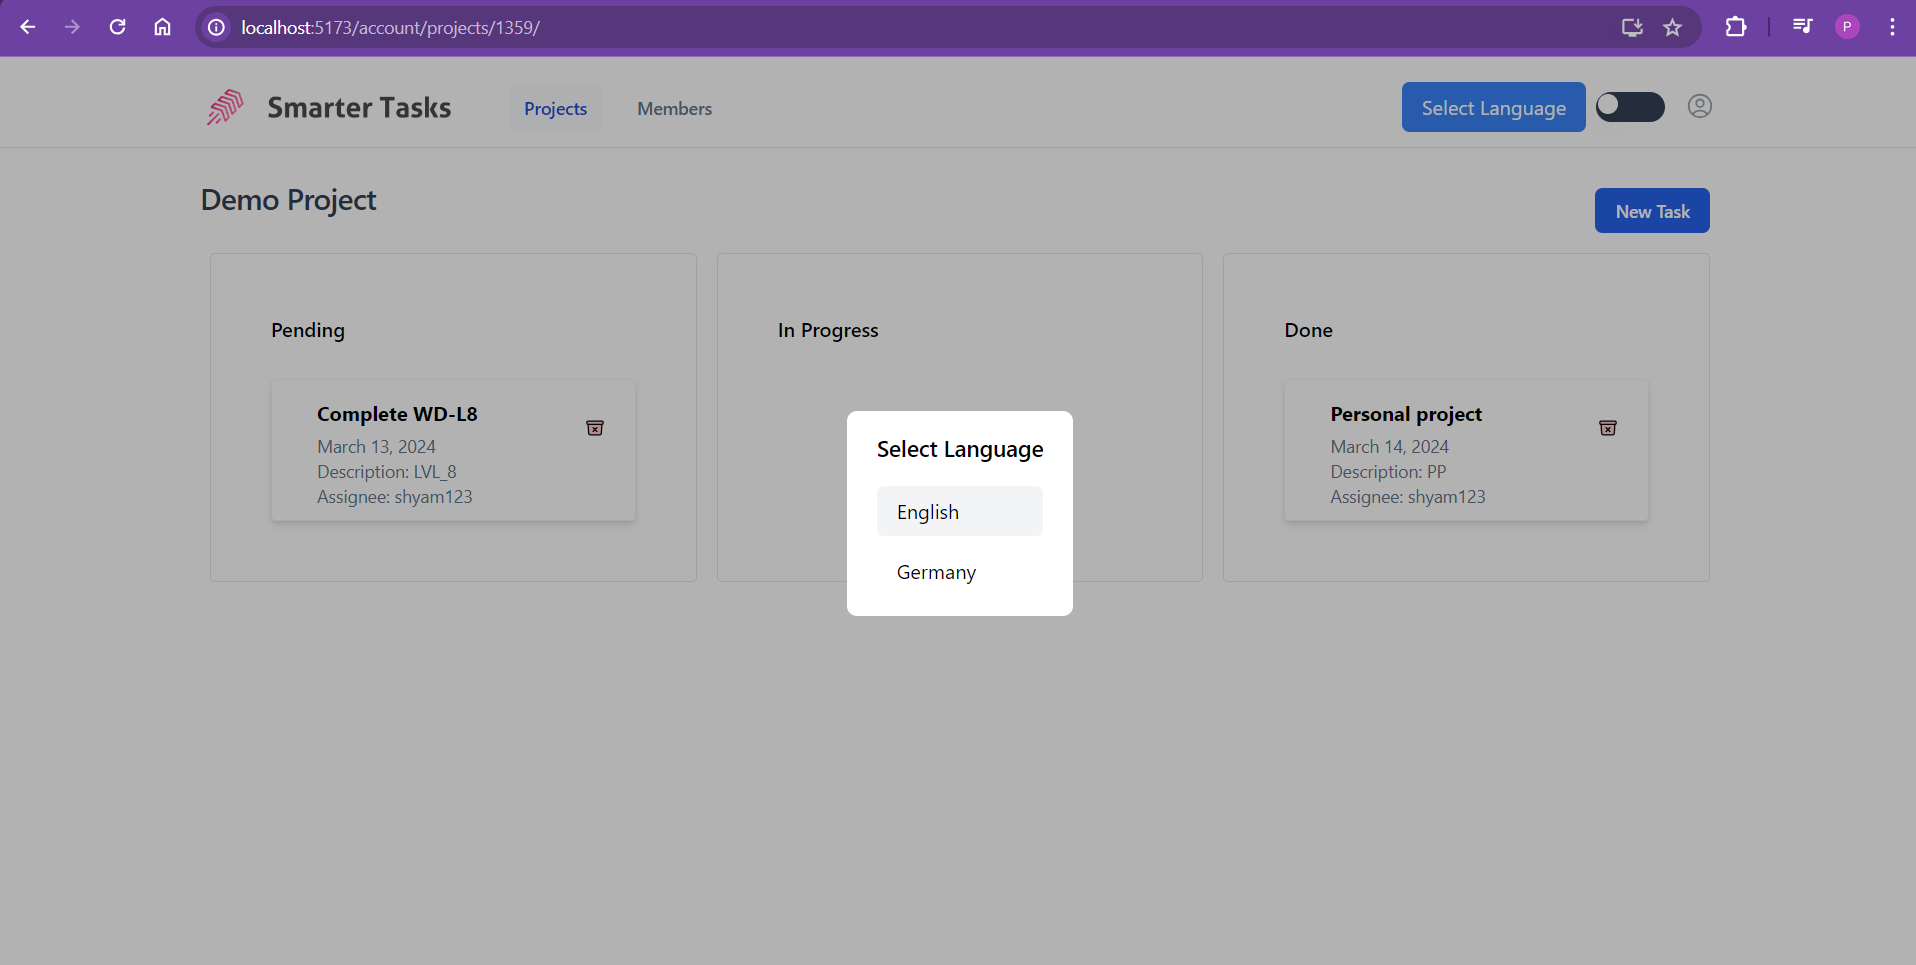 localhost:5173/account/projects/1359/
P
Smarter Tasks
Projects
Members
Select Language
Demo Project
New Task
Pending
Complete WD-L8
March 13, 2024
Description: LVL_8
Assignee: shyam123
In Progress
Done
Personal project
March 14, 2024
Description: PP
Assignee: shyam123
Select Language
English
Germany